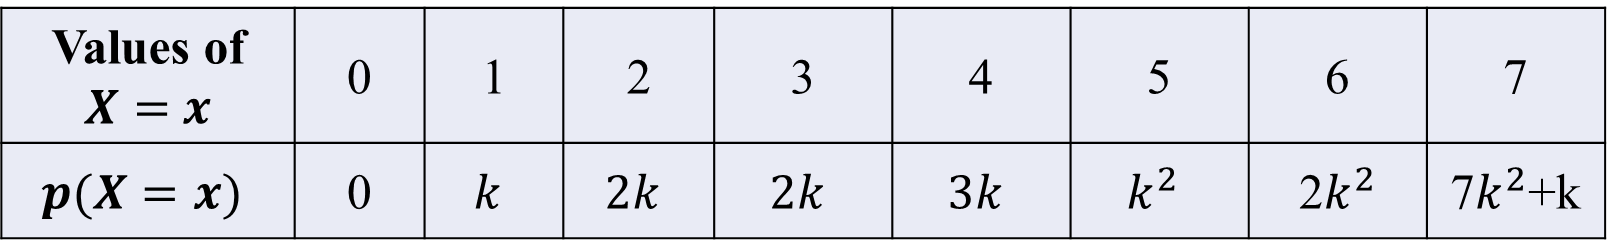 Values of X = x 0 1 2 3 4 5 6 7
p(X = x) 0 k 2k 2k 3k k² 2k² 7k²+k